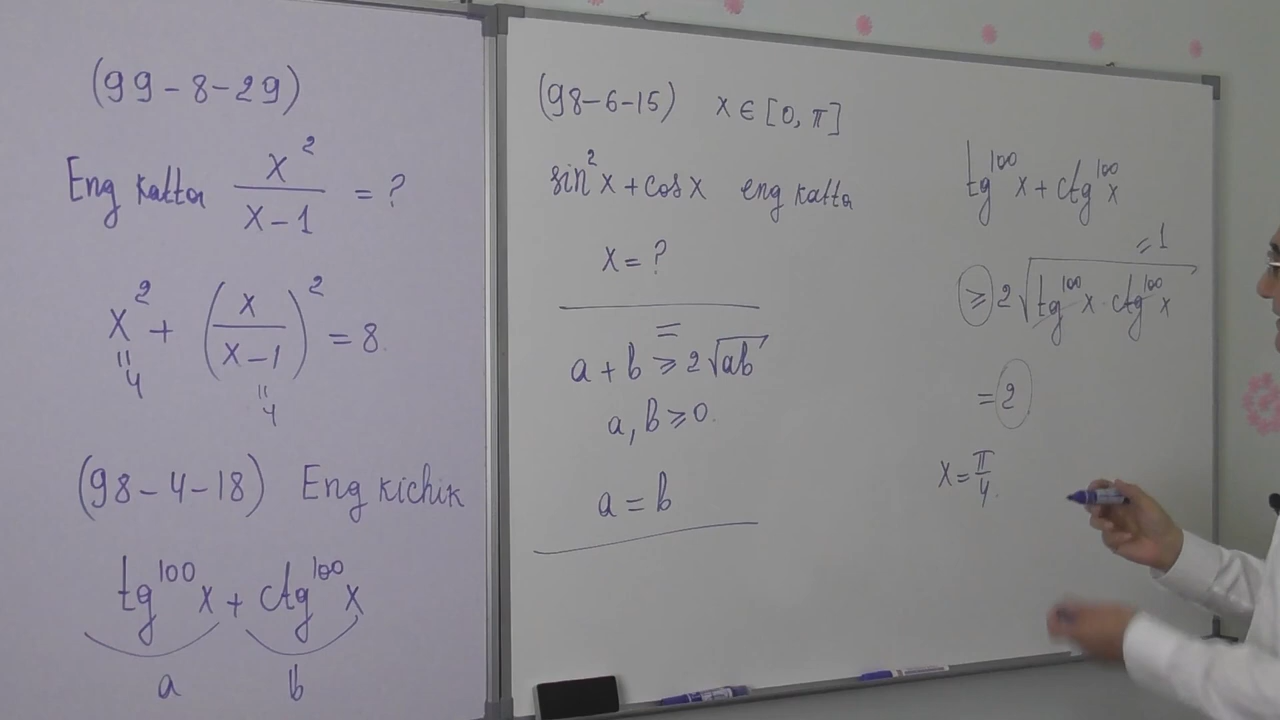 (99-8-29)
Eng katta x²/(x-1) = ?
x² + (x/(x-1))² = 8.
= 4 = 4
(98-4-18) Eng kichik
tg¹⁰⁰x + ctg¹⁰⁰x
a b
(98-6-15) x ∈ [0, π]
sin²x + cosx eng katta
x = ?
=
a + b ≥ 2√ab
a, b ≥ 0.
a = b
tg¹⁰⁰x + ctg¹⁰⁰x
= 1
≥ 2√tg¹⁰⁰x · ctg¹⁰⁰x
= 2
x = π/4.